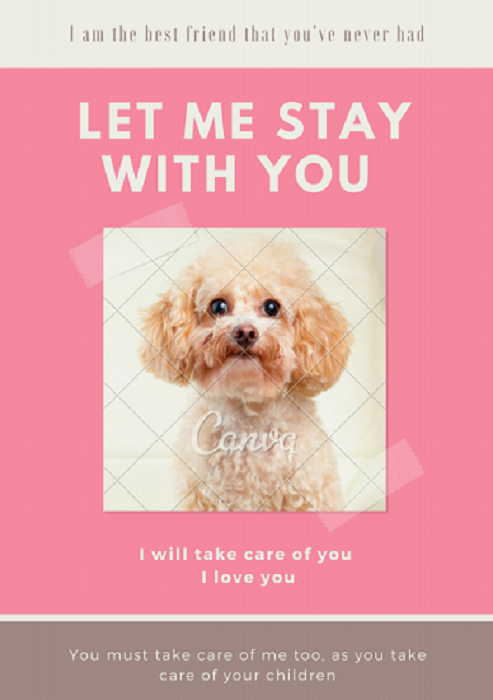 I am the best friend that you've never had
LET ME STAY
WITH YOU
Canva
I will take care of you
I love you
You must take care of me too, as you take
care of your children